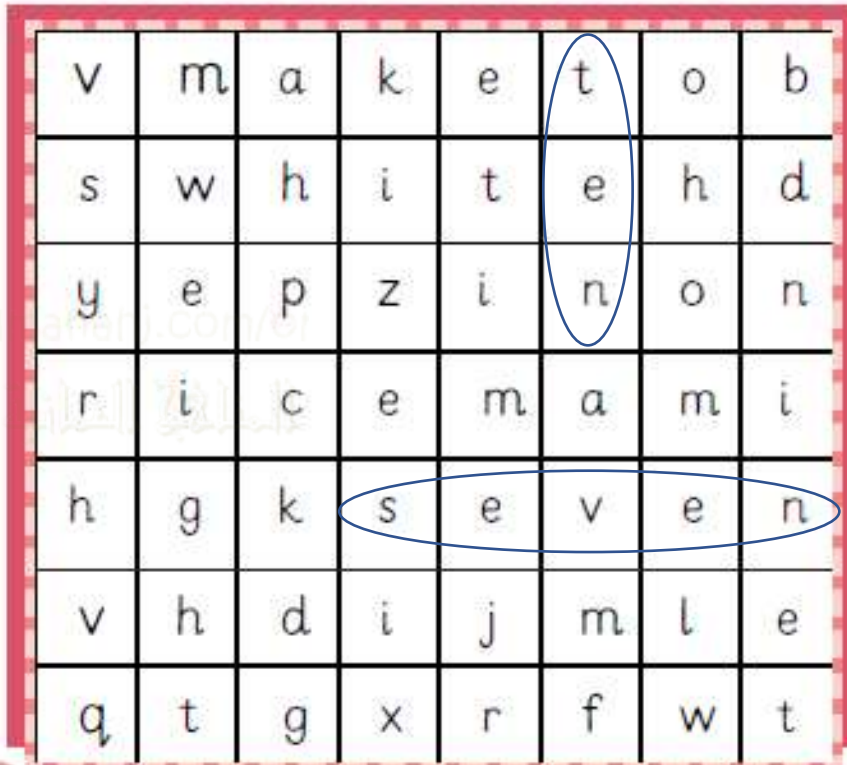 v m a k e t o b
s w h i t e h d
y e p z i n o n
r i c e m a m i
h g k s e v e n
v h d i j m l e
q t g x r f w t